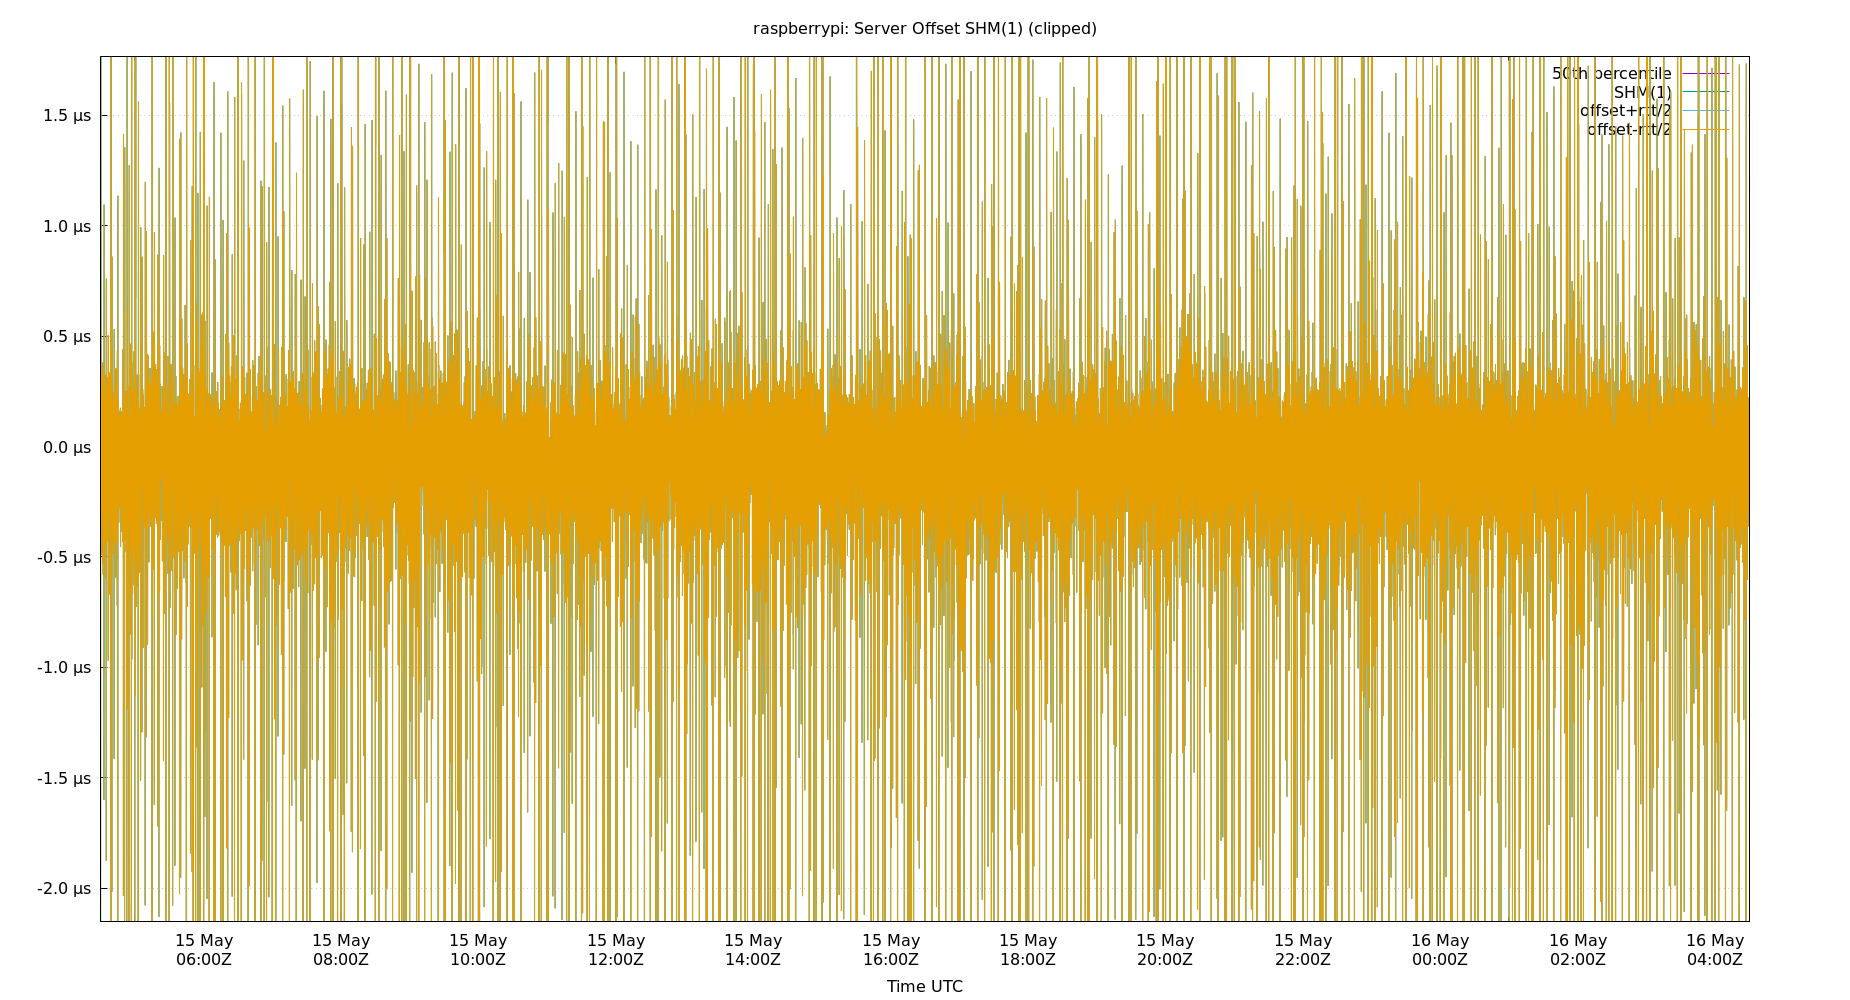 raspberrypi: Server Offset SHM(1) (clipped)
50th percentile
SHM(1)
offset+rtt/2
offset-rtt/2
1.5 µs
1.0 µs
0.5 µs
0.0 µs
-0.5 µs
-1.0 µs
-1.5 µs
-2.0 µs
15 May 15 May 15 May 15 May 15 May 15 May 15 May 15 May 15 May 16 May 16 May 16 May
06:00Z 08:00Z 10:00Z 12:00Z 14:00Z 16:00Z 18:00Z 20:00Z 22:00Z 00:00Z 02:00Z 04:00Z
Time UTC